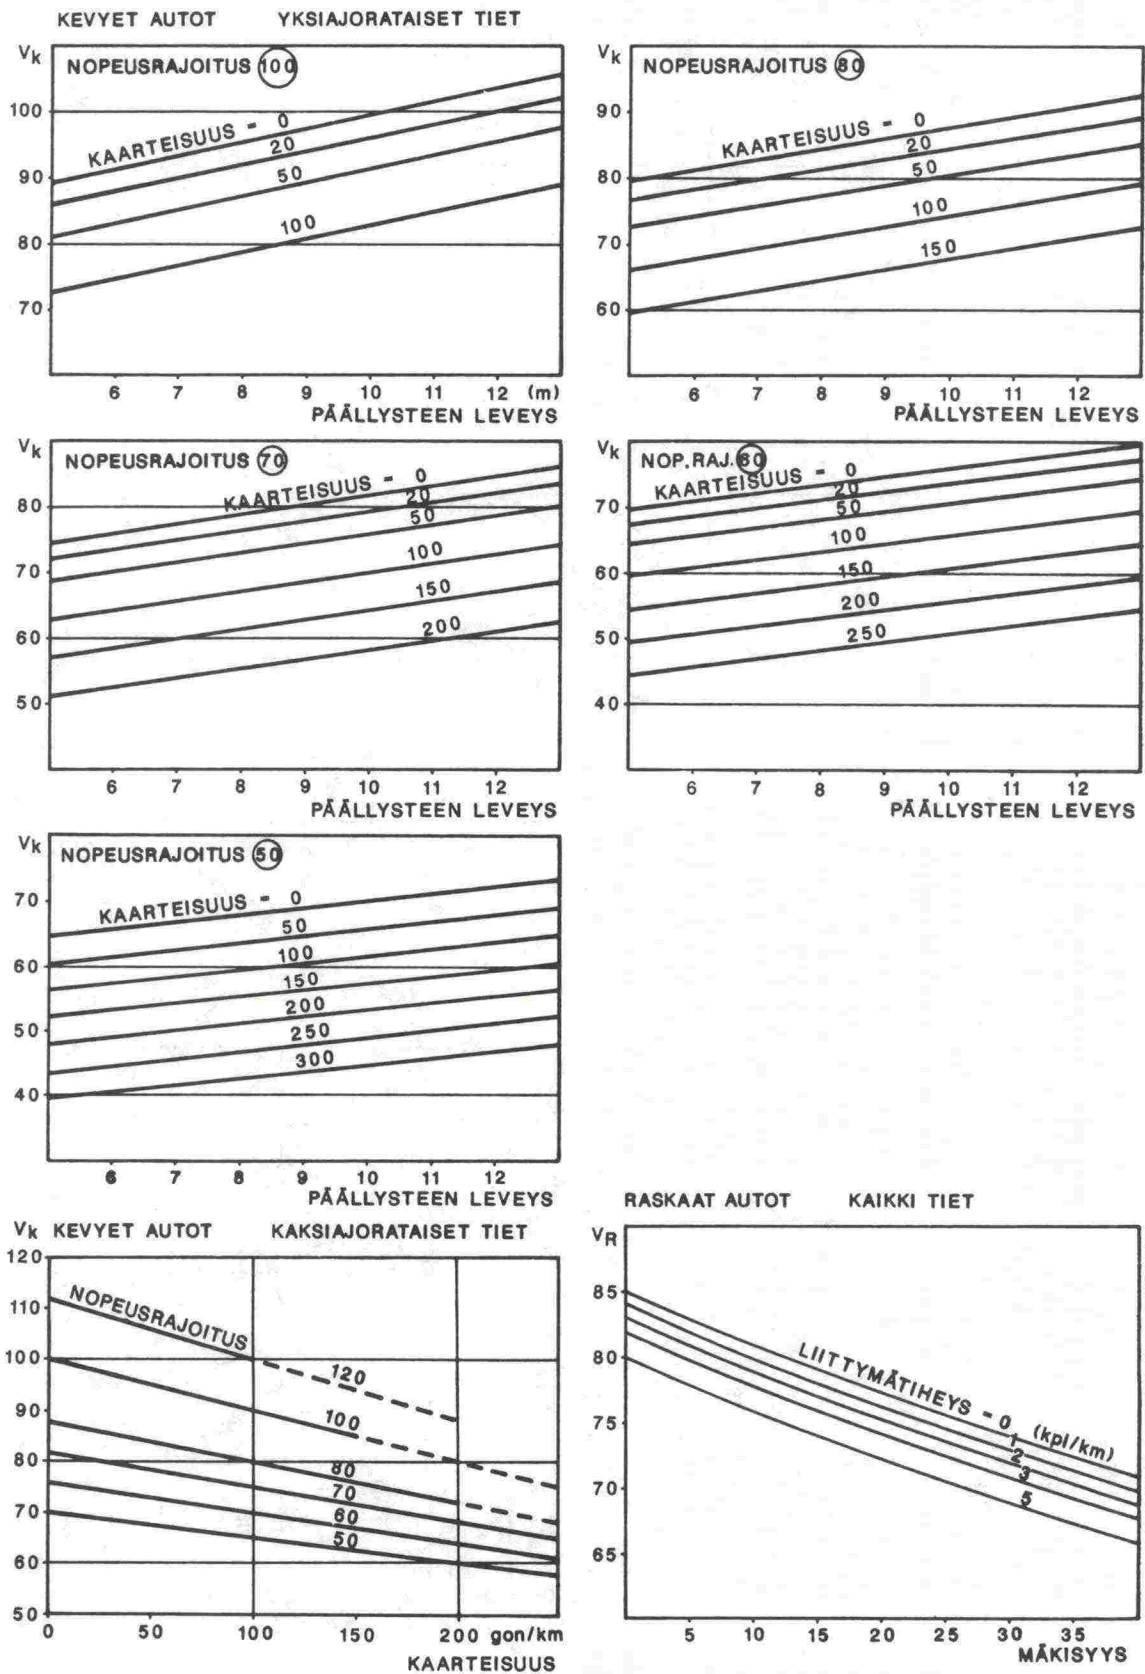 KEVYET AUTOT YKSIAJORATAISET TIET
Vk
NOPEUSRAJOITUS 100
KAARTEISUUS = 0
20
50
100
100
90
80
70
6 7 8 9 10 11 12 (m)
PÄÄLLYSTEEN LEVEYS
Vk
NOPEUSRAJOITUS 80
KAARTEISUUS = 0
20
50
100
150
90
80
70
60
6 7 8 9 10 11 12
PÄÄLLYSTEEN LEVEYS
Vk
NOPEUSRAJOITUS 70
KAARTEISUUS = 0
20
50
100
150
200
80
70
60
50
6 7 8 9 10 11 12
PÄÄLLYSTEEN LEVEYS
Vk
NOP.RAJ. 60
KAARTEISUUS = 0
20
50
100
150
200
250
70
60
50
40
6 7 8 9 10 11 12
PÄÄLLYSTEEN LEVEYS
Vk
NOPEUSRAJOITUS 50
KAARTEISUUS = 0
50
100
150
200
250
300
70
60
50
40
6 7 8 9 10 11 12
PÄÄLLYSTEEN LEVEYS
Vk KEVYET AUTOT KAKSIAJORATAISET TIET
NOPEUSRAJOITUS
120
100
80
70
60
50
120
110
100
90
80
70
60
50
0 50 100 150 200 gon/km
KAARTEISUUS
RASKAAT AUTOT KAIKKI TIET
VR
LIITTYMÄTIHEYS = 0 (kpl/km)
1
2
3
5
85
80
75
70
65
5 10 15 20 25 30 35
MÄKISYYS